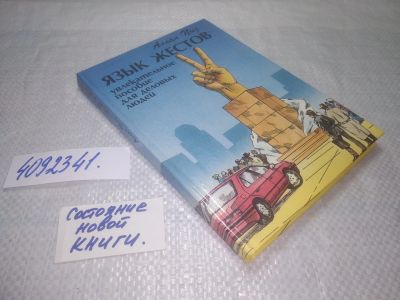 Аллан Пиз
ЯЗЫК ЖЕСТОВ
увлекательное
пособие
для деловых
людей
4092341.
Состояние
новой
КНИГИ.